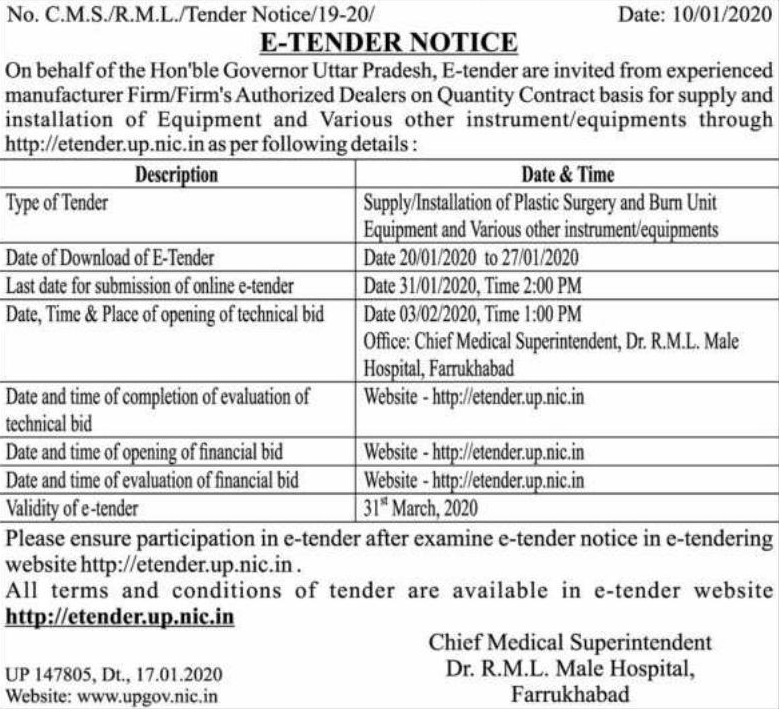 No. C.M.S./R.M.L./Tender Notice/19-20/ Date: 10/01/2020
E-TENDER NOTICE
On behalf of the Hon'ble Governor Uttar Pradesh, E-tender are invited from experienced
manufacturer Firm/Firm's Authorized Dealers on Quantity Contract basis for supply and
installation of Equipment and Various other instrument/equipments through
http://etender.up.nic.in as per following details :
Description Date & Time
Type of Tender Supply/Installation of Plastic Surgery and Burn Unit
Equipment and Various other instrument/equipments
Date of Download of E-Tender Date 20/01/2020 to 27/01/2020
Last date for submission of online e-tender Date 31/01/2020, Time 2:00 PM
Date, Time & Place of opening of technical bid Date 03/02/2020, Time 1:00 PM
Office: Chief Medical Superintendent, Dr. R.M.L. Male
Hospital, Farrukhabad
Date and time of completion of evaluation of Website - http://etender.up.nic.in
technical bid
Date and time of opening of financial bid Website - http://etender.up.nic.in
Date and time of evaluation of financial bid Website - http://etender.up.nic.in
Validity of e-tender 31st March, 2020
Please ensure participation in e-tender after examine e-tender notice in e-tendering
website http://etender.up.nic.in .
All terms and conditions of tender are available in e-tender website
http://etender.up.nic.in
Chief Medical Superintendent
UP 147805, Dt., 17.01.2020 Dr. R.M.L. Male Hospital,
Website: www.upgov.nic.in Farrukhabad